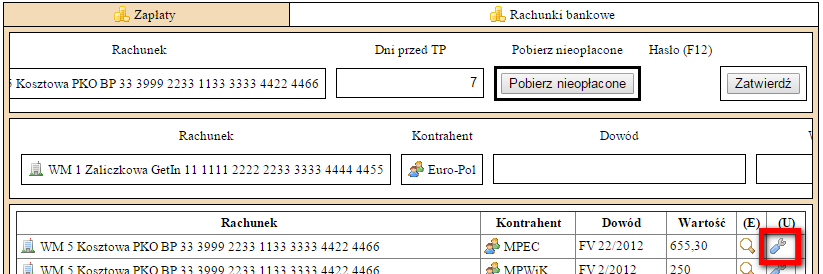 Zapłaty Rachunki bankowe
Rachunek Dni przed TP Pobierz nieopłacone Hasło (F12)
5 Kosztowa PKO BP 33 3999 2233 1133 3333 4422 4466 7 Pobierz nieopłacone Zatwierdź
Rachunek Kontrahent Dowód
WM 1 Zaliczkowa GetIn 11 1111 2222 2233 3333 4444 4455 Euro-Pol
Rachunek Kontrahent Dowód Wartość (E) (U)
WM 5 Kosztowa PKO BP 33 3999 2233 1133 3333 4422 4466 MPEC FV 22/2012 655,30
WM 5 Kosztowa PKO BP 33 3999 2233 1133 3333 4422 4466 MPWiK FV 2/2012 250